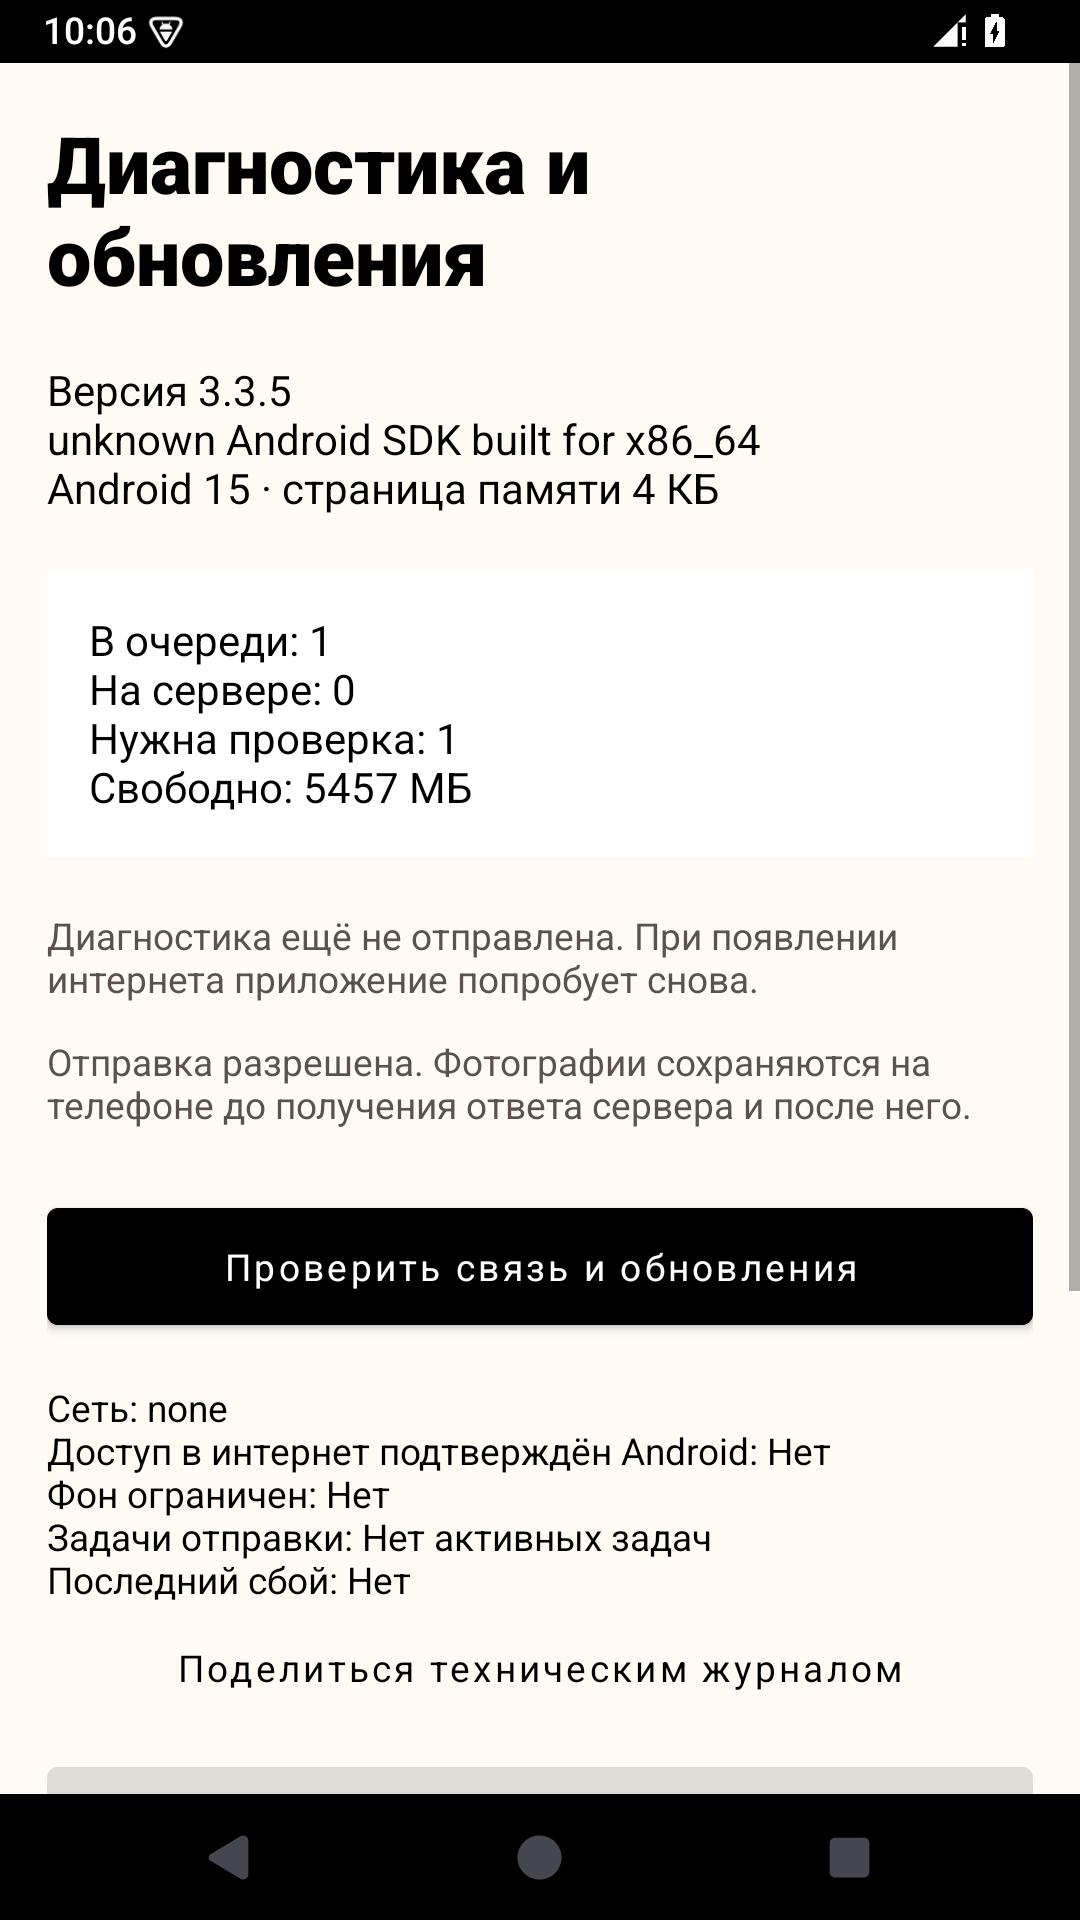 10:06
Диагностика и
обновления
Версия 3.3.5
unknown Android SDK built for x86_64
Android 15 · страница памяти 4 КБ
В очереди: 1
На сервере: 0
Нужна проверка: 1
Свободно: 5457 МБ
Диагностика ещё не отправлена. При появлении
интернета приложение попробует снова.
Отправка разрешена. Фотографии сохраняются на
телефоне до получения ответа сервера и после него.
Проверить связь и обновления
Сеть: none
Доступ в интернет подтверждён Android: Нет
Фон ограничен: Нет
Задачи отправки: Нет активных задач
Последний сбой: Нет
Поделиться техническим журналом